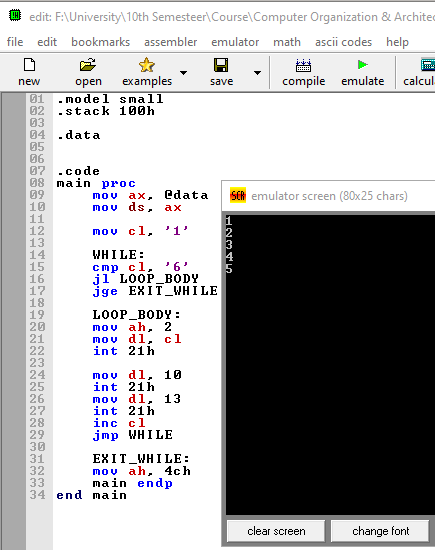 edit: F:\University\10th Semesteer\Course\Computer Organization & Architec
file edit bookmarks assembler emulator math ascii codes help
new open examples save compile emulate calcula
01 .model small
02 .stack 100h
03
04 .data
05
06
07 .code
08 main proc
09 mov ax, @data
10 mov ds, ax
11
12 mov cl, '1'
13
14 WHILE:
15 cmp cl, '6'
16 jl LOOP_BODY
17 jge EXIT_WHILE
18
19 LOOP_BODY:
20 mov ah, 2
21 mov dl, cl
22 int 21h
23
24 mov dl, 10
25 int 21h
26 mov dl, 13
27 int 21h
28 inc cl
29 jmp WHILE
30
31 EXIT_WHILE:
32 mov ah, 4ch
33 main endp
34 end main
SCR emulator screen (80x25 chars)
1
2
3
4
5
clear screen change font